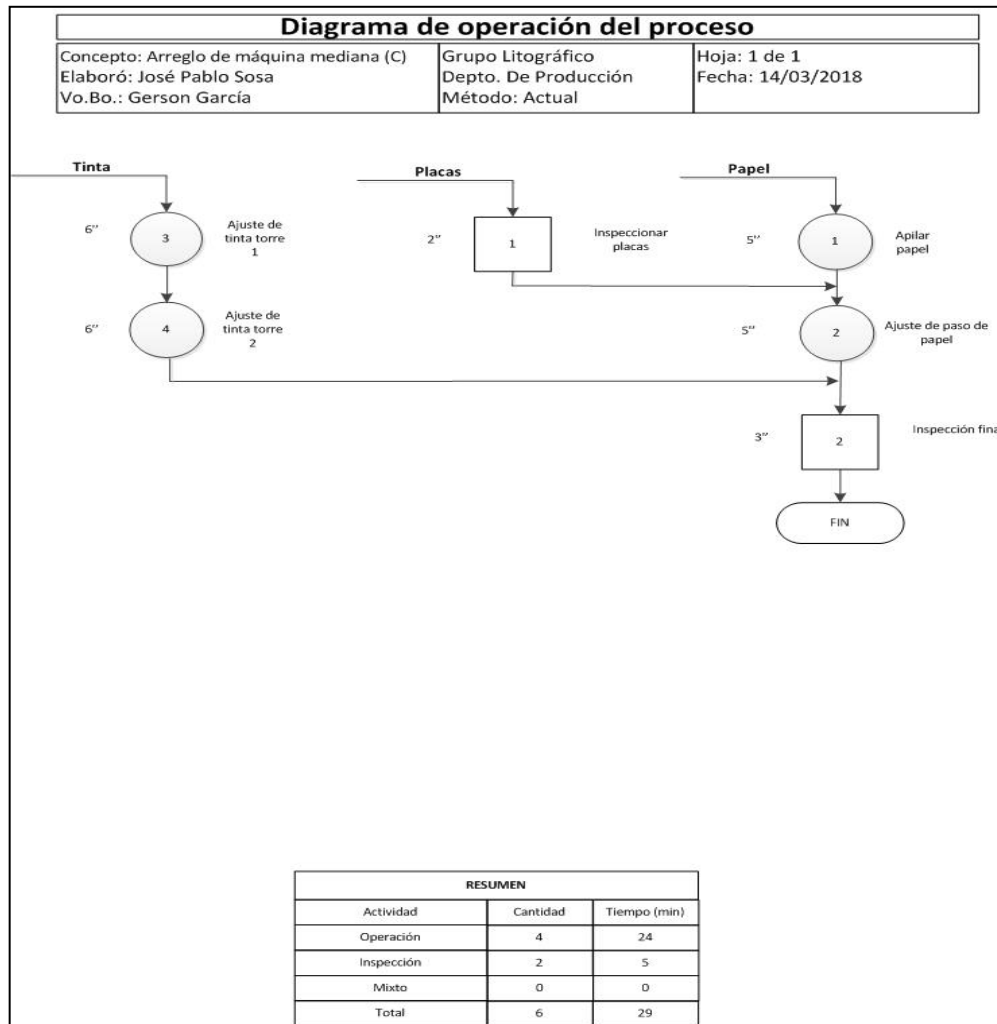 Diagrama de operación del proceso
Concepto: Arreglo de máquina mediana (C)
Elaboró: José Pablo Sosa
Vo.Bo.: Gerson García
Grupo Litográfico
Depto. De Producción
Método: Actual
Hoja: 1 de 1
Fecha: 14/03/2018
Tinta
Placas
Papel
6’’
3
Ajuste de
tinta torre
1
2’’
1
Inspeccionar
placas
5’’
1
Apilar
papel
6’’
4
Ajuste de
tinta torre
2
5’’
2
Ajuste de paso de
papel
3’’
2
Inspección fina
FIN
RESUMEN
Actividad Cantidad Tiempo (min)
Operación 4 24
Inspección 2 5
Mixto 0 0
Total 6 29